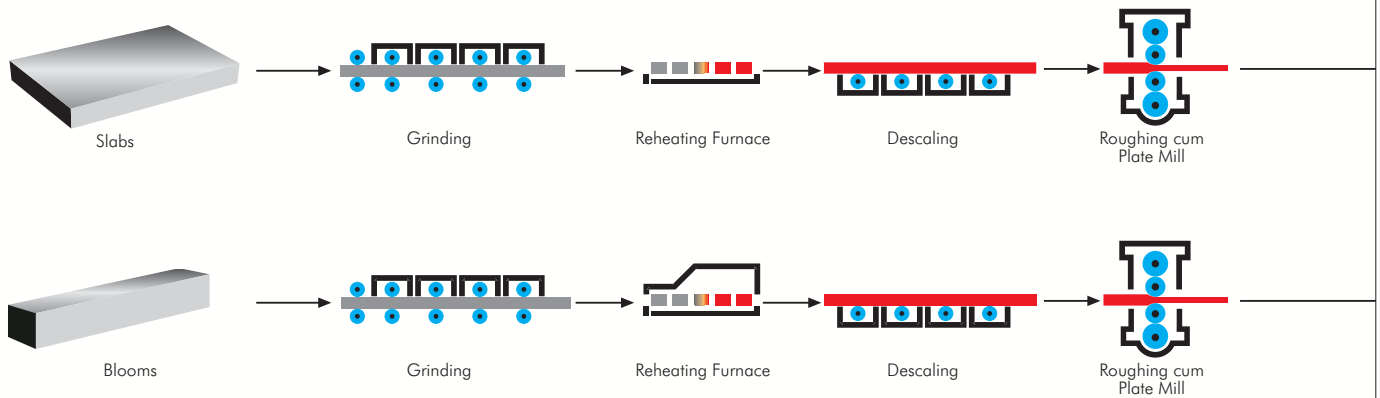 Slabs
Grinding
Reheating Furnace
Descaling
Roughing cum
Plate Mill
Blooms
Grinding
Reheating Furnace
Descaling
Roughing cum
Plate Mill